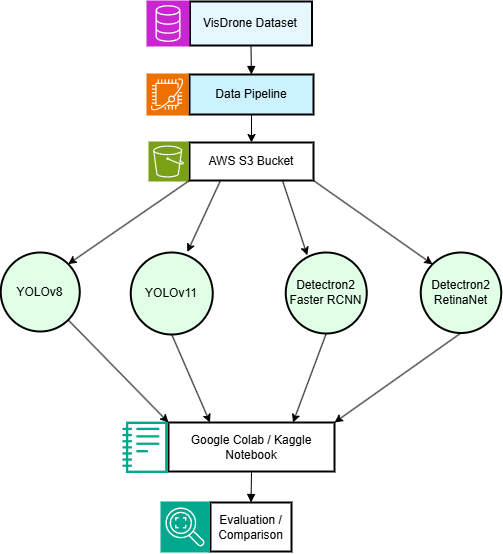 VisDrone Dataset
Data Pipeline
AWS S3 Bucket
YOLOv8
YOLOv11
Detectron2
Faster RCNN
Detectron2
RetinaNet
Google Colab / Kaggle
Notebook
Evaluation /
Comparison